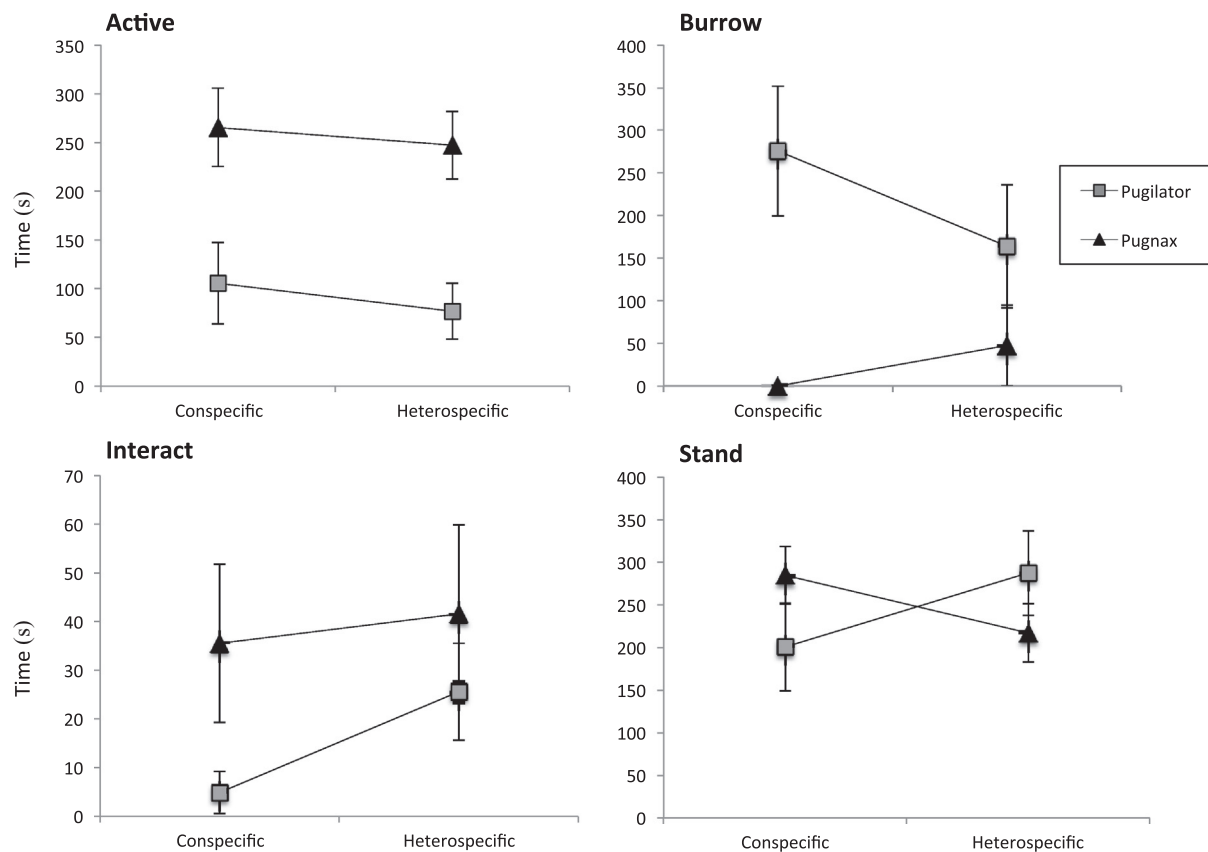 Active
350
300
250
200
150
100
50
0
Time (s)
Conspecific
Heterospecific
Burrow
400
350
300
250
200
150
100
50
0
Conspecific
Heterospecific
Pugilator
Pugnax
Interact
70
60
50
40
30
20
10
0
Time (s)
Conspecific
Heterospecific
Stand
400
350
300
250
200
150
100
50
0
Conspecific
Heterospecific